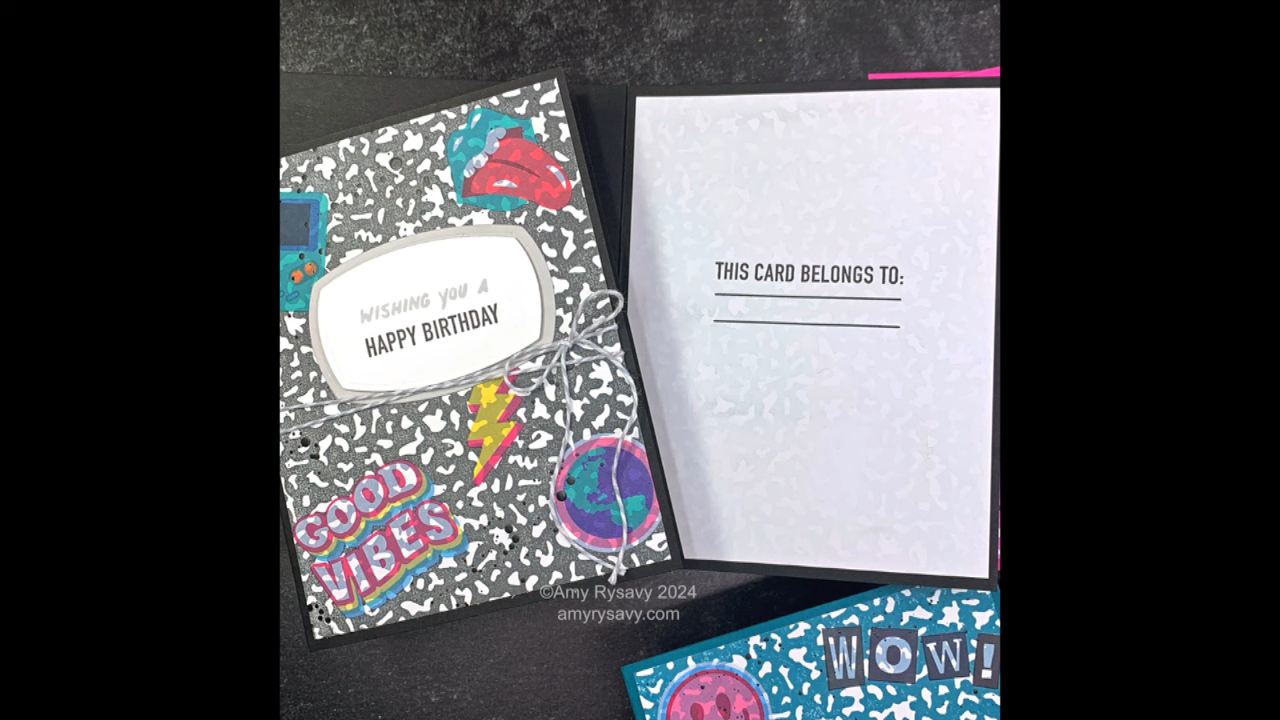 WISHING YOU A
HAPPY BIRTHDAY
GOOD
VIBES
THIS CARD BELONGS TO:
©Amy Rysavy 2024
amyrysavy.com
WOW!